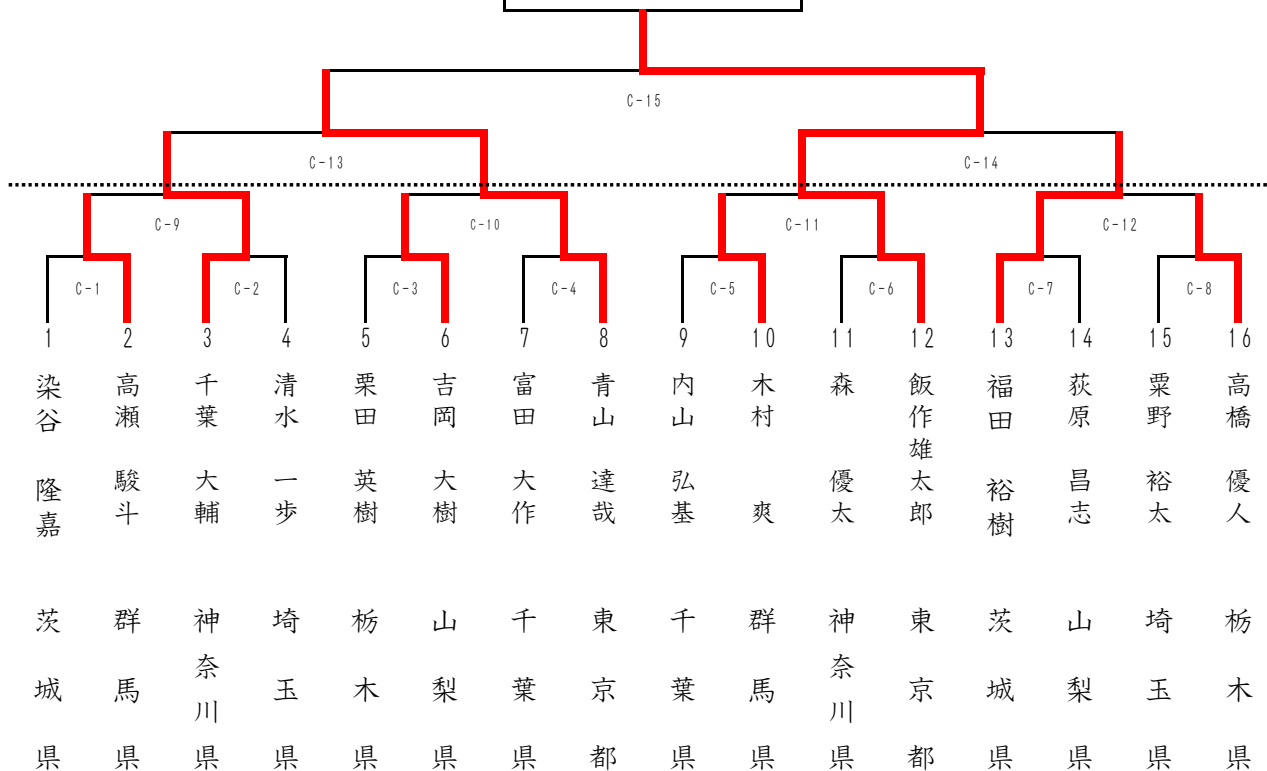 C-15
C-13
C-14
C-9
C-10
C-11
C-12
C-1
C-2
C-3
C-4
C-5
C-6
C-7
C-8
1
2
3
4
5
6
7
8
9
10
11
12
13
14
15
16
染谷 隆嘉
高瀬 駿斗
千葉 大輔
清水 一歩
栗田 英樹
吉岡 大樹
富田 大作
青山 達哉
内山 弘基
木村 爽
森 優太
飯作雄太郎
福田 裕樹
荻原 昌志
粟野 裕太
高橋 優人
茨城県
群馬県
神奈川県
埼玉県
栃木県
山梨県
千葉県
東京都
千葉県
群馬県
神奈川県
東京都
茨城県
山梨県
埼玉県
栃木県